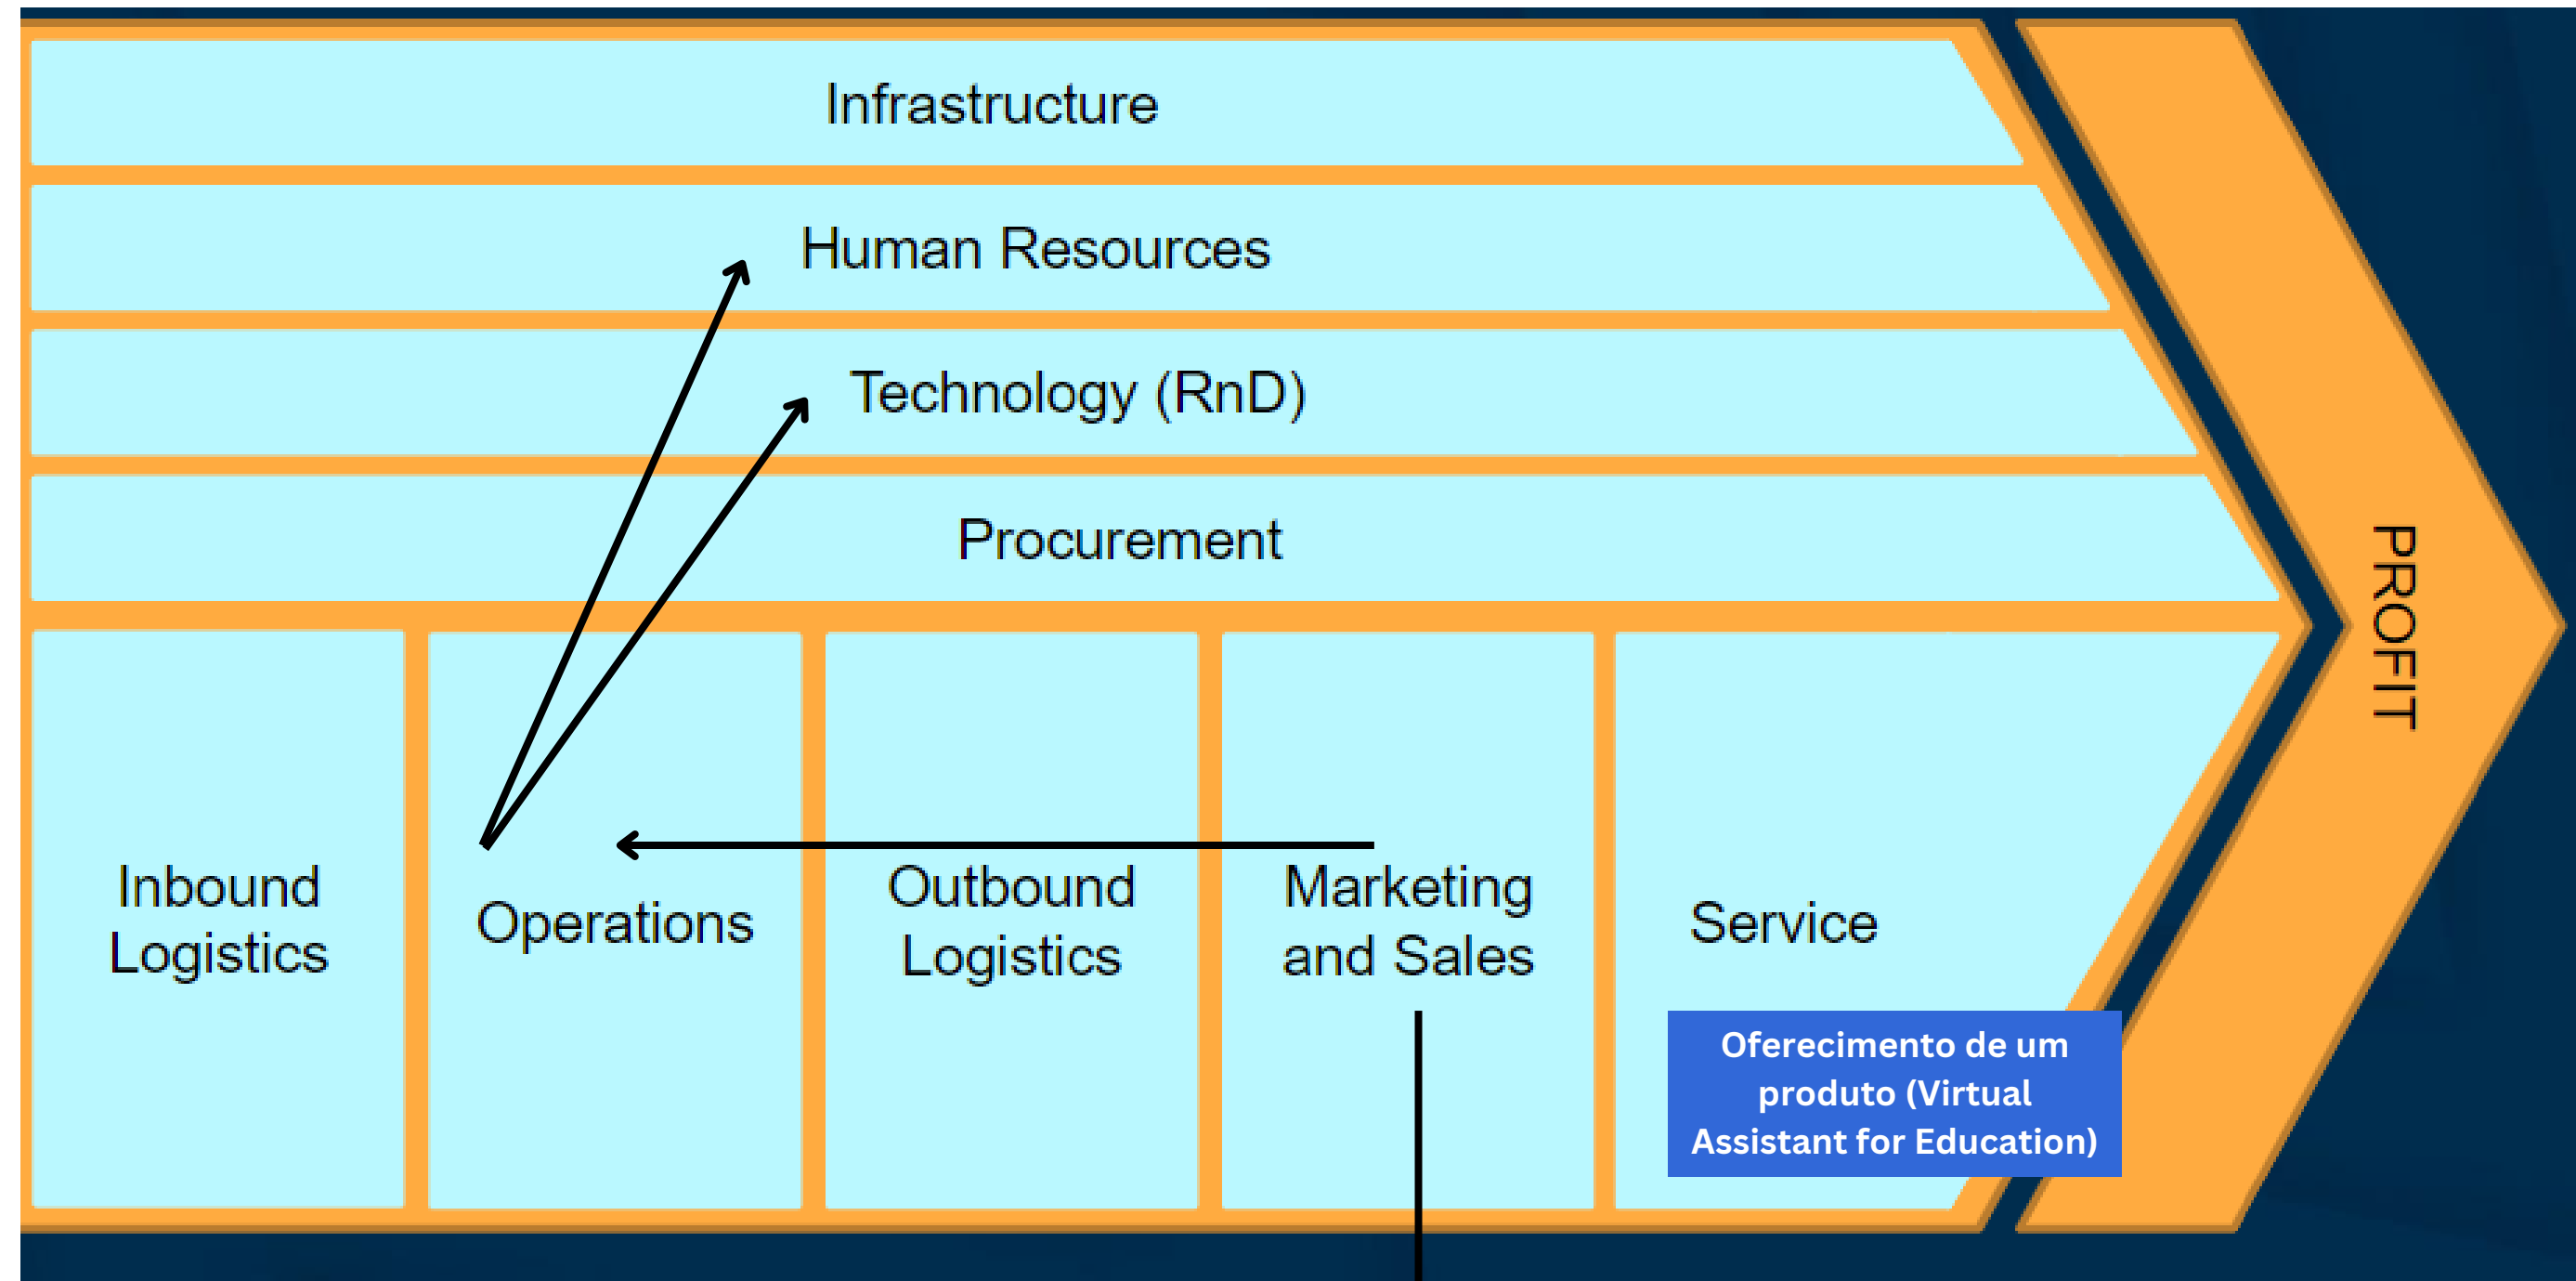 Infrastructure
Human Resources
Technology (RnD)
Procurement
PROFIT
Inbound
Logistics
Operations
Outbound
Logistics
Marketing
and Sales
Service
Oferecimento de um
produto (Virtual
Assistant for Education)